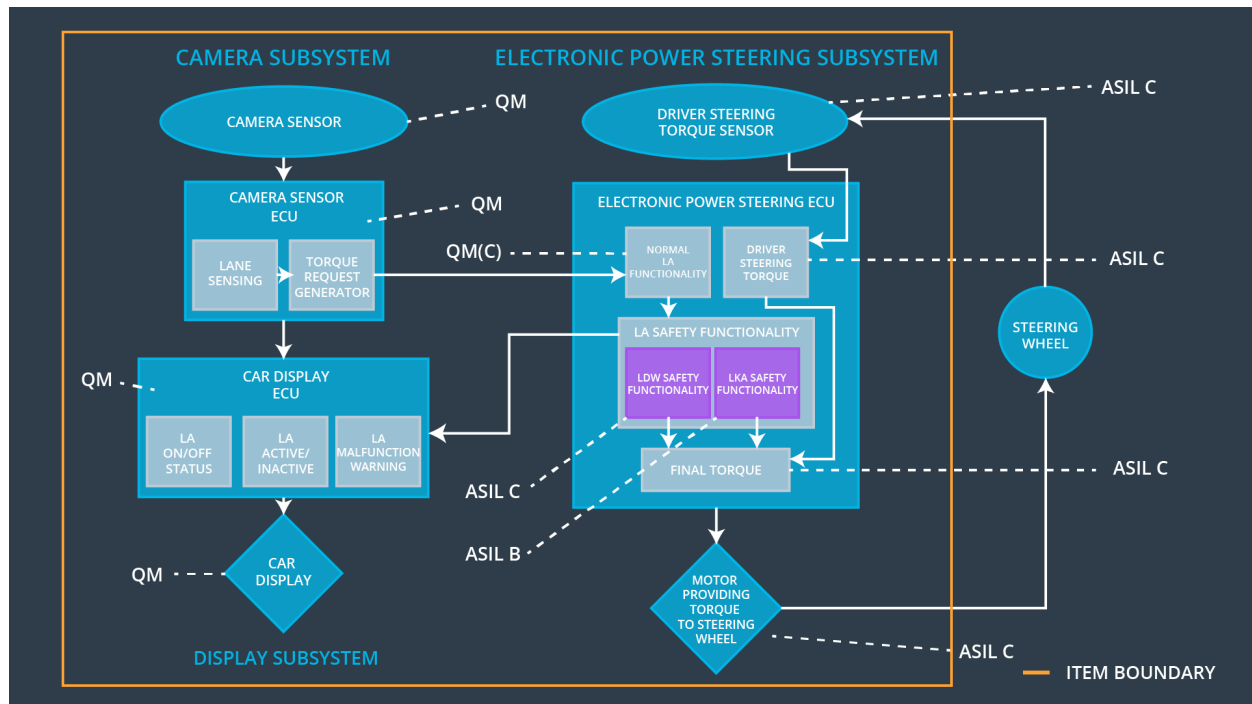 CAMERA SUBSYSTEM
ELECTRONIC POWER STEERING SUBSYSTEM
CAMERA SENSOR
QM
DRIVER STEERING
TORQUE SENSOR
ASIL C
CAMERA SENSOR
ECU
QM
LANE
SENSING
TORQUE
REQUEST
GENERATOR
ELECTRONIC POWER STEERING ECU
QM(C)
NORMAL
LA
FUNCTIONALITY
DRIVER
STEERING
TORQUE
ASIL C
LA SAFETY FUNCTIONALITY
LDW SAFETY
FUNCTIONALITY
LKA SAFETY
FUNCTIONALITY
STEERING
WHEEL
QM
CAR DISPLAY
ECU
LA
ON/OFF
STATUS
LA
ACTIVE/
INACTIVE
LA
MALFUNCTION
WARNING
FINAL TORQUE
ASIL C
ASIL C
ASIL B
QM
CAR
DISPLAY
MOTOR
PROVIDING
TORQUE
TO STEERING
WHEEL
ASIL C
DISPLAY SUBSYSTEM
ITEM BOUNDARY